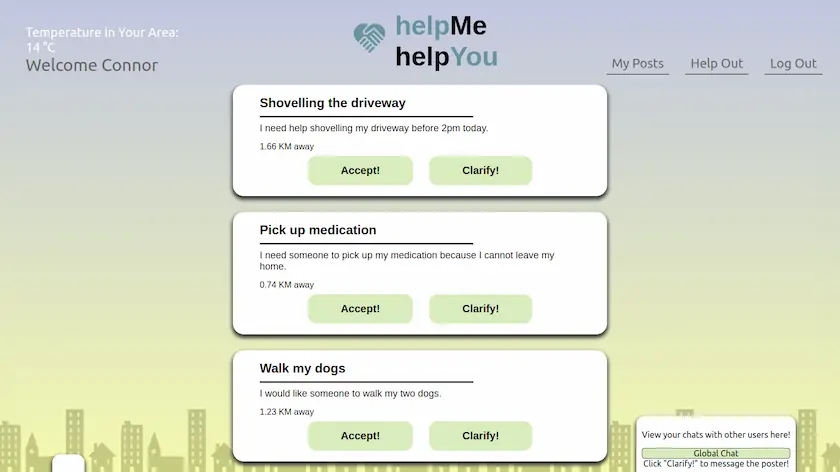 Temperature in Your Area:
14 °C
Welcome Connor
helpMe
helpYou
My Posts
Help Out
Log Out
Shovelling the driveway
I need help shovelling my driveway before 2pm today.
1.66 KM away
Accept!
Clarify!
Pick up medication
I need someone to pick up my medication because I cannot leave my
home.
0.74 KM away
Accept!
Clarify!
Walk my dogs
I would like someone to walk my two dogs.
1.23 KM away
Accept!
Clarify!
View your chats with other users here!
Global Chat
Click "Clarify!" to message the poster!